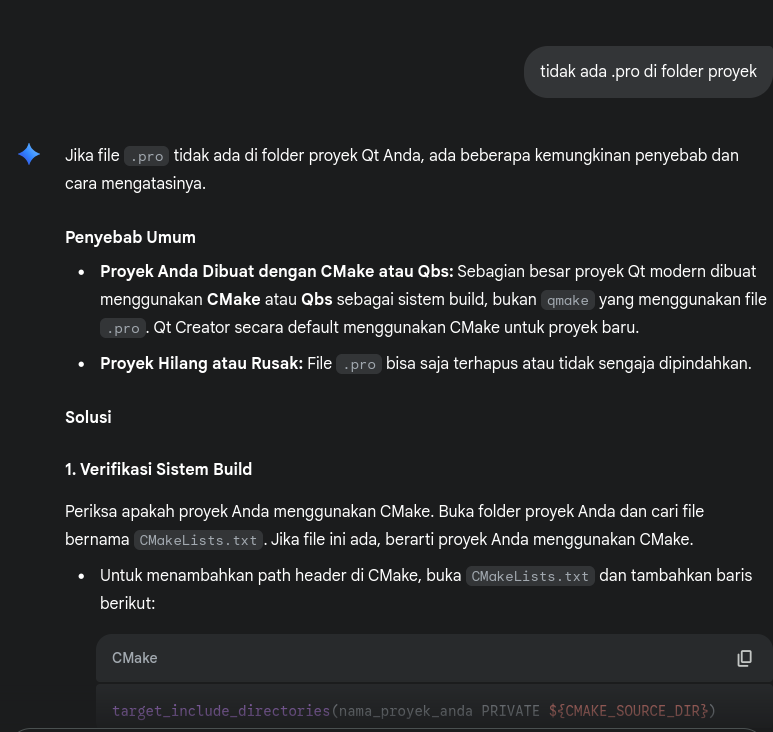 tidak ada .pro di folder proyek
Jika file .pro tidak ada di folder proyek Qt Anda, ada beberapa kemungkinan penyebab dan
cara mengatasinya.
Penyebab Umum
• Proyek Anda Dibuat dengan CMake atau Qbs: Sebagian besar proyek Qt modern dibuat
menggunakan CMake atau Qbs sebagai sistem build, bukan qmake yang menggunakan file
.pro. Qt Creator secara default menggunakan CMake untuk proyek baru.
• Proyek Hilang atau Rusak: File .pro bisa saja terhapus atau tidak sengaja dipindahkan.
Solusi
1. Verifikasi Sistem Build
Periksa apakah proyek Anda menggunakan CMake. Buka folder proyek Anda dan cari file
bernama CMakeLists.txt. Jika file ini ada, berarti proyek Anda menggunakan CMake.
• Untuk menambahkan path header di CMake, buka CMakeLists.txt dan tambahkan baris
berikut:
CMake
target_include_directories(nama_proyek_anda PRIVATE ${CMAKE_SOURCE_DIR})